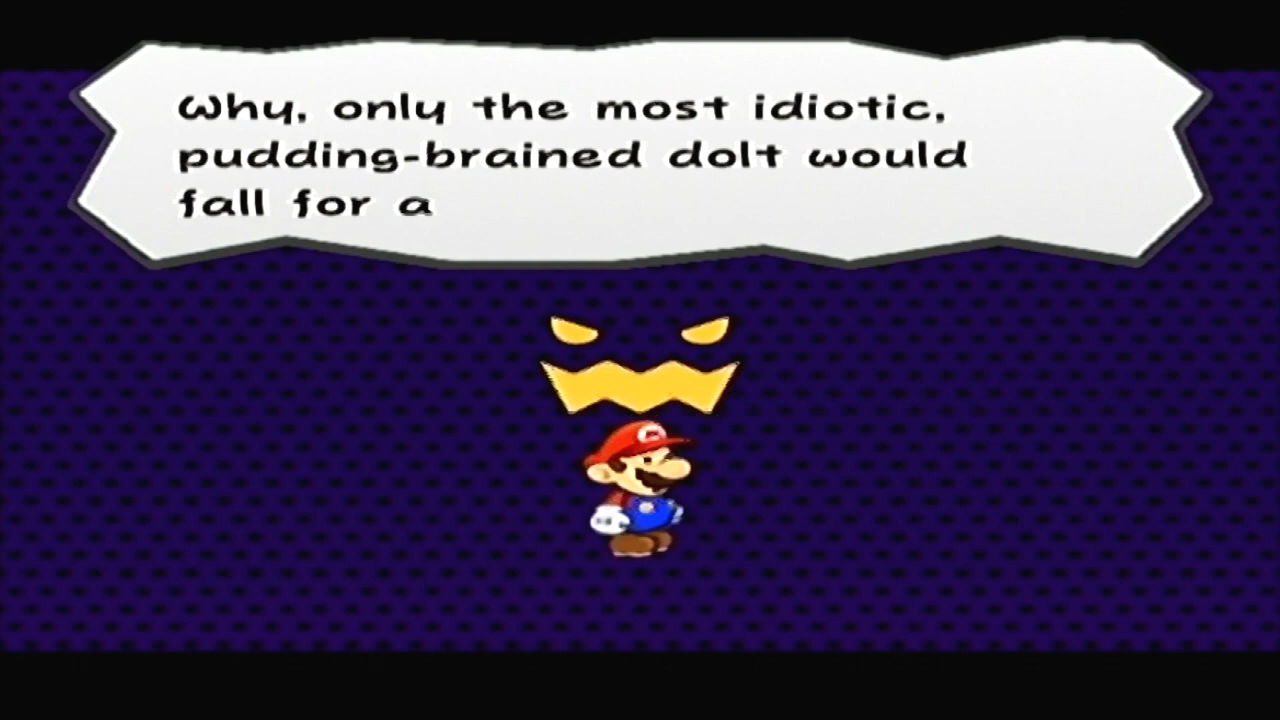 Why, only the most idiotic,
pudding-brained dolt would
fall for a